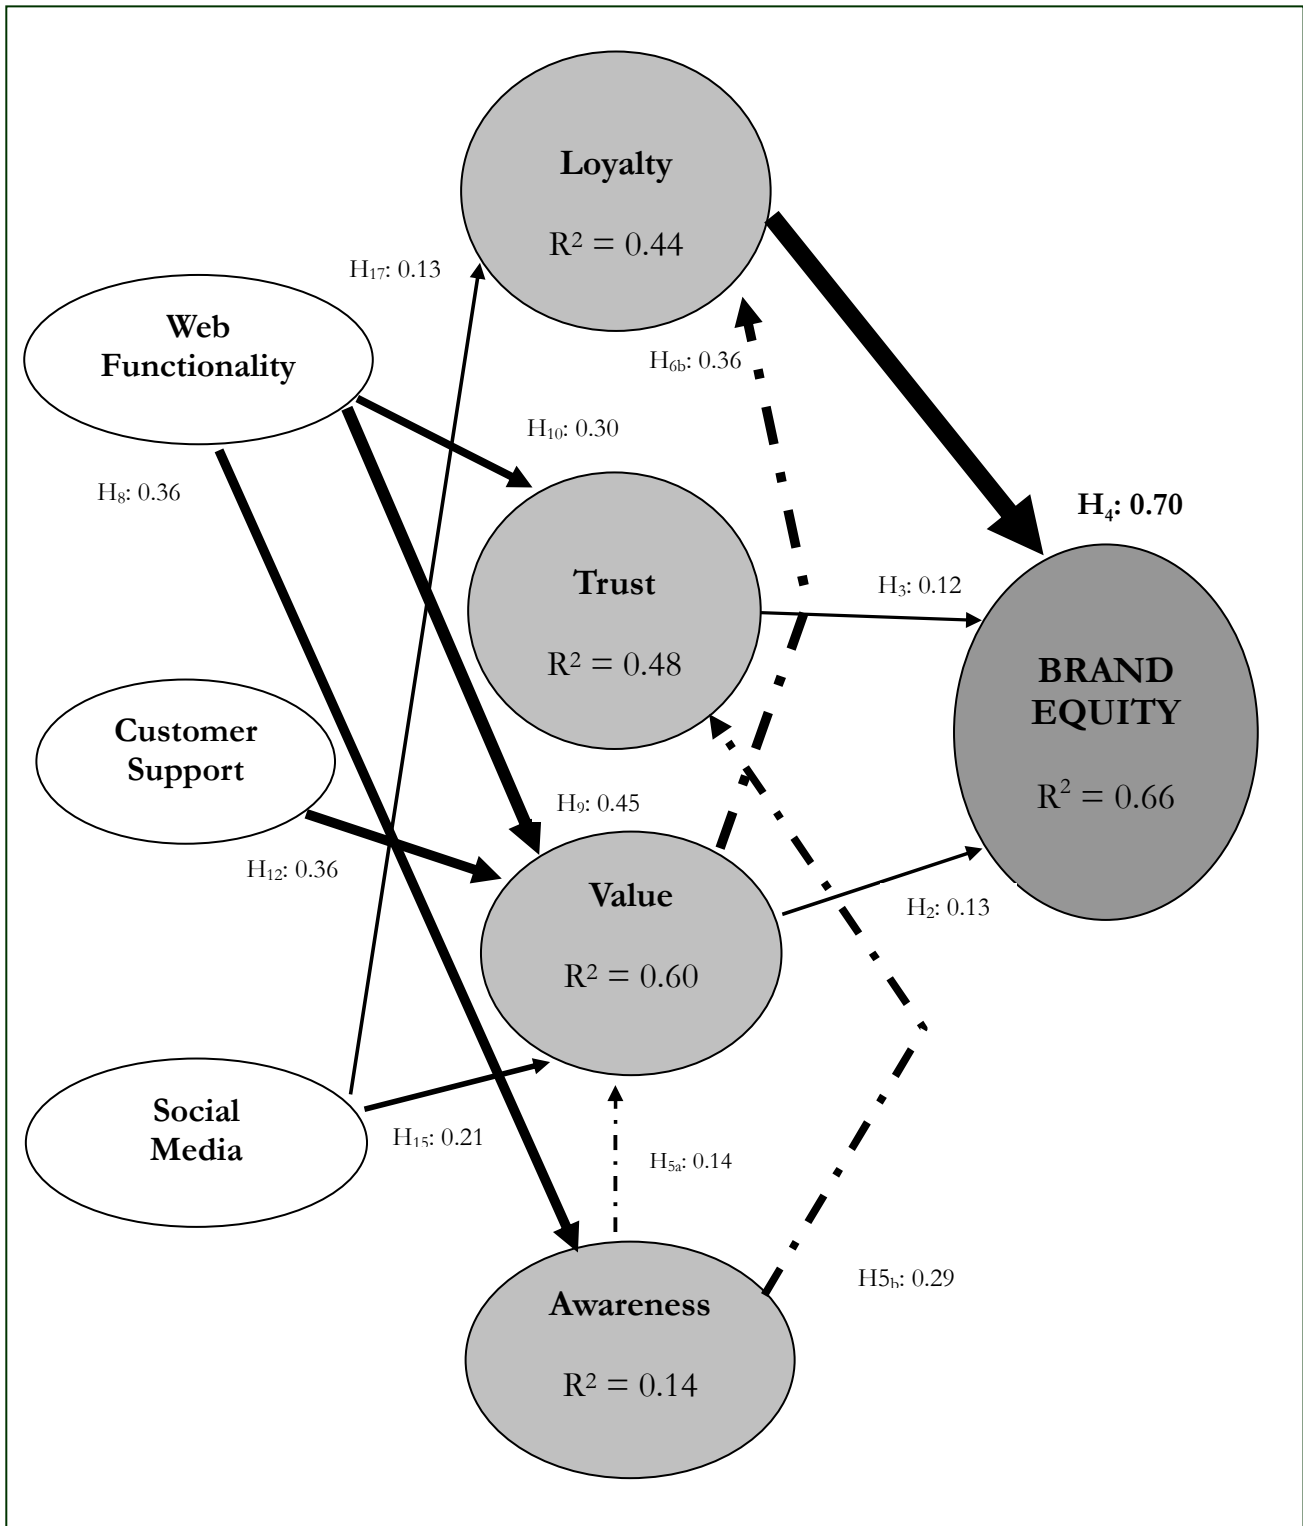 Loyalty
R² = 0.44
H₁₇: 0.13
Web
Functionality
H₆b: 0.36
H₁₀: 0.30
H₈: 0.36
H₄: 0.70
Trust
R² = 0.48
H₃: 0.12
BRAND
EQUITY
R² = 0.66
Customer
Support
H₉: 0.45
H₁₂: 0.36
Value
R² = 0.60
H₂: 0.13
Social
Media
H₁₅: 0.21
H₅a: 0.14
H5b: 0.29
Awareness
R² = 0.14